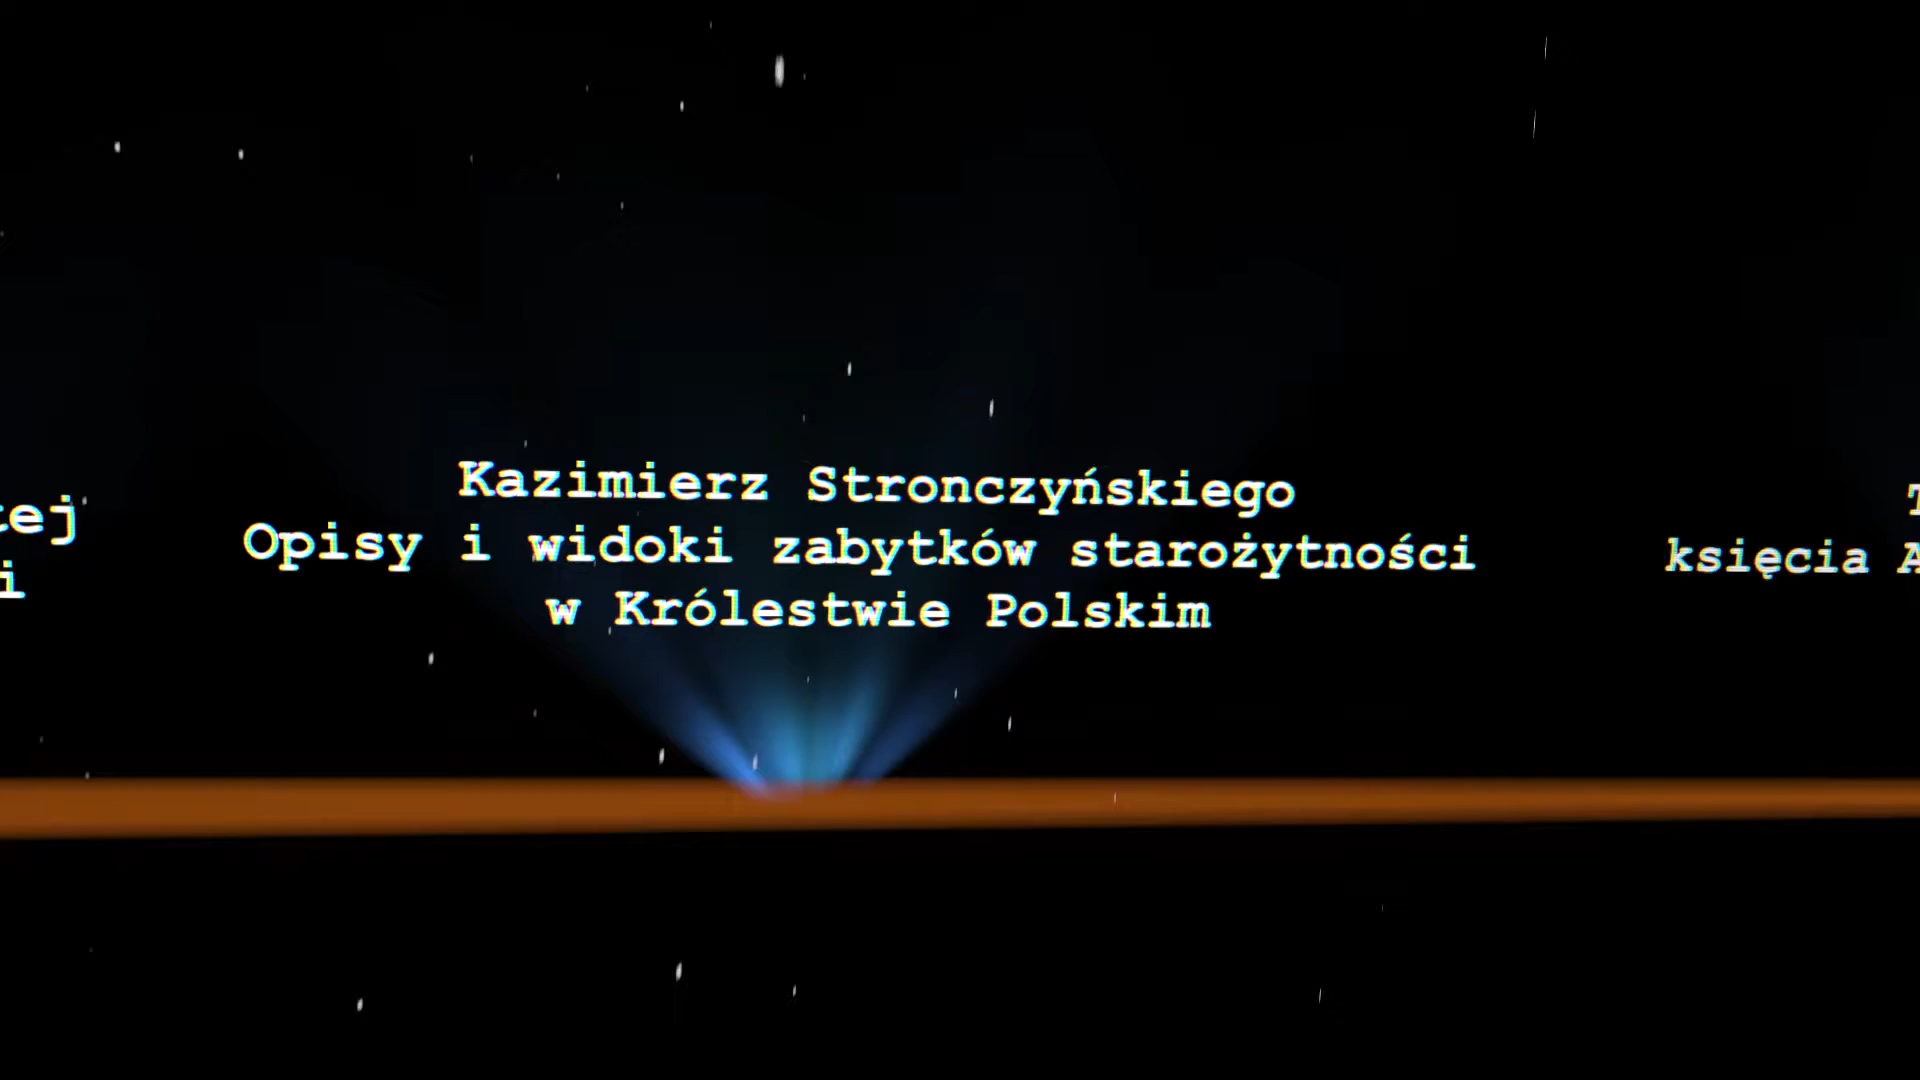 Kazimierz Stronczyńskiego
Opisy i widoki zabytków starożytności
w Królestwie Polskim
księcia